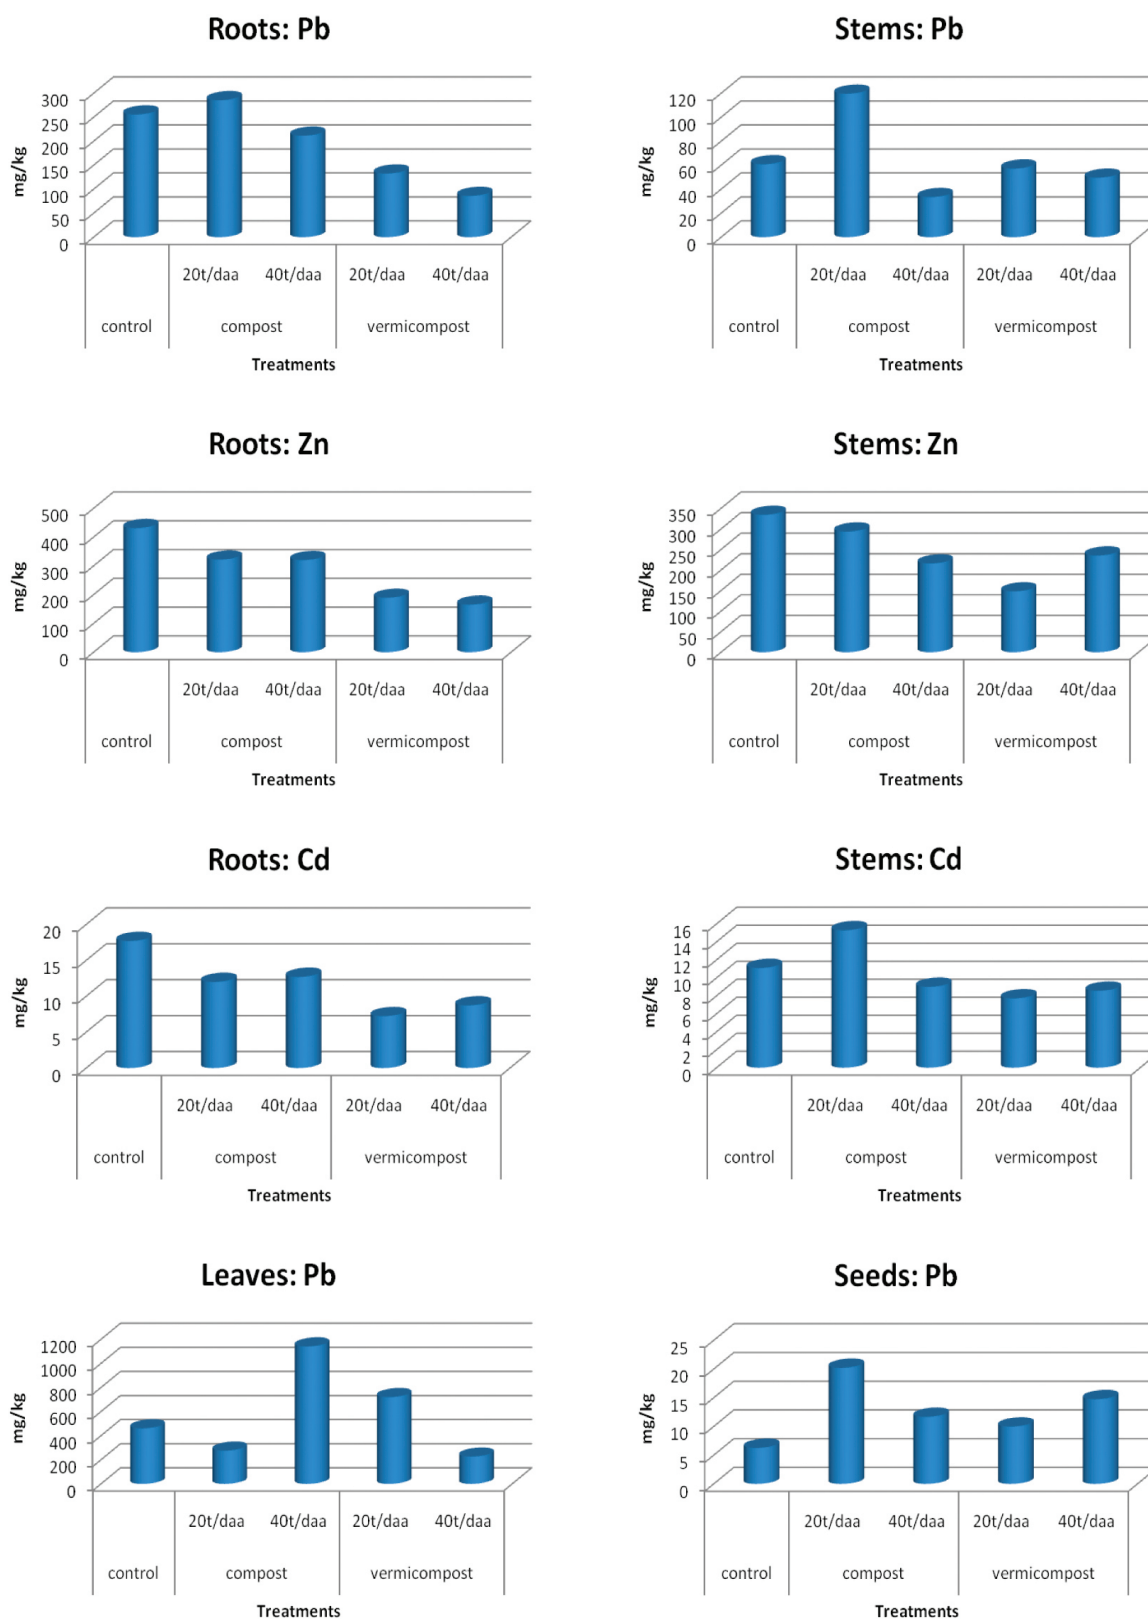 Roots: Pb
mg/kg
300
250
200
150
100
50
0
20t/daa 40t/daa 20t/daa 40t/daa
control compost vermicompost
Treatments
Stems: Pb
mg/kg
120
100
80
60
40
20
0
20t/daa 40t/daa 20t/daa 40t/daa
control compost vermicompost
Treatments
Roots: Zn
mg/kg
500
400
300
200
100
0
20t/daa 40t/daa 20t/daa 40t/daa
control compost vermicompost
Treatments
Stems: Zn
mg/kg
350
300
250
200
150
100
50
0
20t/daa 40t/daa 20t/daa 40t/daa
control compost vermicompost
Treatments
Roots: Cd
mg/kg
20
15
10
5
0
20t/daa 40t/daa 20t/daa 40t/daa
control compost vermicompost
Treatments
Stems: Cd
mg/kg
16
14
12
10
8
6
4
2
0
20t/daa 40t/daa 20t/daa 40t/daa
control compost vermicompost
Treatments
Leaves: Pb
mg/kg
1200
1000
800
600
400
200
0
20t/daa 40t/daa 20t/daa 40t/daa
control compost vermicompost
Treatments
Seeds: Pb
mg/kg
25
20
15
10
5
0
20t/daa 40t/daa 20t/daa 40t/daa
control compost vermicompost
Treatments